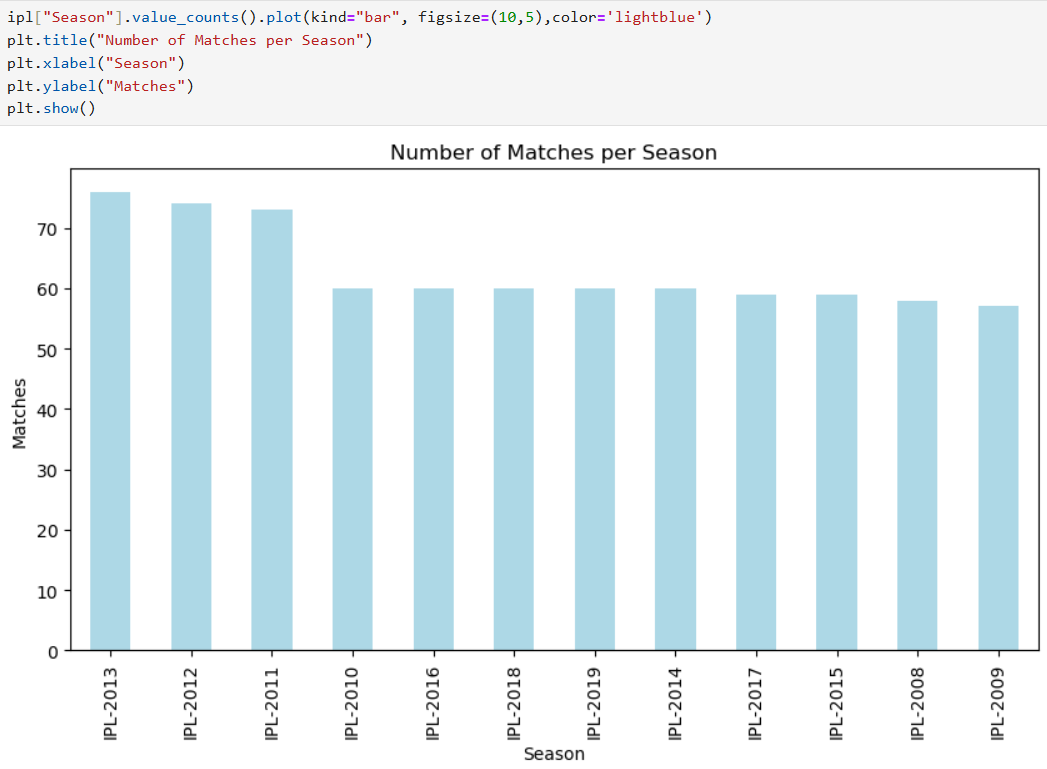 ipl["Season"].value_counts().plot(kind="bar", figsize=(10,5),color='lightblue')
plt.title("Number of Matches per Season")
plt.xlabel("Season")
plt.ylabel("Matches")
plt.show()
Number of Matches per Season
Matches
70
60
50
40
30
20
10
0
IPL-2013
IPL-2012
IPL-2011
IPL-2010
IPL-2016
IPL-2018
IPL-2019
IPL-2014
IPL-2017
IPL-2015
IPL-2008
IPL-2009
Season